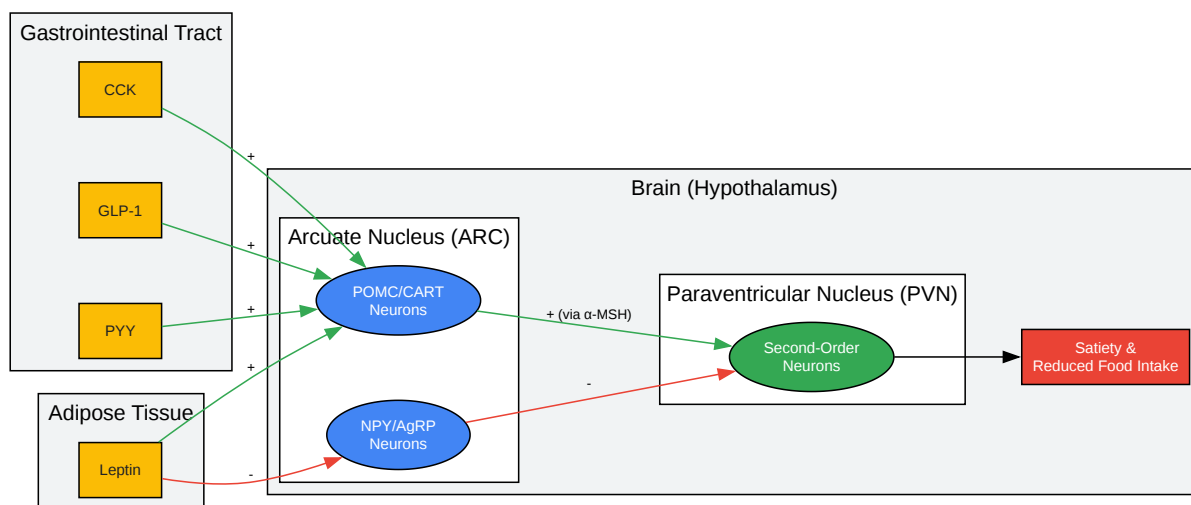 Gastrointestinal Tract
CCK
GLP-1
PYY
Adipose Tissue
Leptin
+
+
+
+
-
Brain (Hypothalamus)
Arcuate Nucleus (ARC)
POMC/CART
Neurons
NPY/AgRP
Neurons
+ (via α-MSH)
-
Paraventricular Nucleus (PVN)
Second-Order
Neurons
Satiety &
Reduced Food Intake